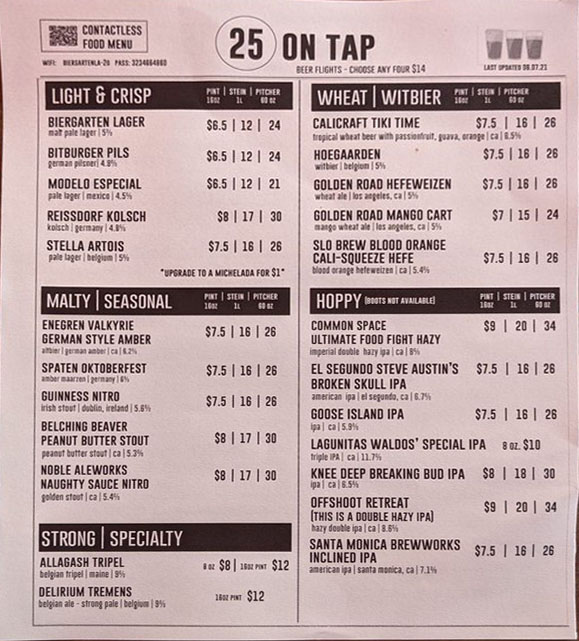 CONTACTLESS
FOOD MENU
WIFI: BIERGARTENLA-26 PASS: 3234664860
25 ON TAP
BEER FLIGHTS - CHOOSE ANY FOUR $14
LAST UPDATED 08.07.21
LIGHT & CRISP PINT | STEIN | PITCHER
16oz 1L 60 oz
BIERGARTEN LAGER $6.5 | 12 | 24
malt pale lager | 5%
BITBURGER PILS $6.5 | 12 | 24
german pilsner| 4.8%
MODELO ESPECIAL $6.5 | 12 | 21
pale lager | mexico | 4.5%
REISSDORF KOLSCH $8 | 17 | 30
kolsch | germany | 4.8%
STELLA ARTOIS $7.5 | 16 | 26
pale lager | belgium | 5%
*UPGRADE TO A MICHELADA FOR $1*
MALTY | SEASONAL PINT | STEIN | PITCHER
16oz 1L 60 oz
ENEGREN VALKYRIE
GERMAN STYLE AMBER $7.5 | 16 | 26
altbier | german amber | ca | 6.2%
SPATEN OKTOBERFEST $7.5 | 16 | 26
amber maarzen | germany | 6%
GUINNESS NITRO $7.5 | 16 | 26
irish stout | dublin, ireland | 5.6%
BELCHING BEAVER
PEANUT BUTTER STOUT $8 | 17 | 30
peanut butter stout | ca | 5.3%
NOBLE ALEWORKS
NAUGHTY SAUCE NITRO $8 | 17 | 30
golden stout | ca | 5.4%
STRONG | SPECIALTY
ALLAGASH TRIPEL 8 oz $8 | 16oz PINT $12
belgian tripel | maine | 9%
DELIRIUM TREMENS 16oz PINT $12
belgian ale - strong pale | belgium | 9%
WHEAT | WITBIER PINT | STEIN | PITCHER
16oz 1L 60 oz
CALICRAFT TIKI TIME $7.5 | 16 | 26
tropical wheat beer with passionfruit, guava, orange | ca | 6.5%
HOEGAARDEN $7.5 | 16 | 26
witbier | belgium | 5%
GOLDEN ROAD HEFEWEIZEN $7.5 | 16 | 26
wheat ale | los angeles, ca | 5%
GOLDEN ROAD MANGO CART $7 | 15 | 24
mango wheat ale | los angeles, ca | 5%
SLO BREW BLOOD ORANGE
CALI-SQUEEZE HEFE $7.5 | 16 | 26
blood orange hefeweizen | ca | 5.4%
HOPPY (BOOTS NOT AVAILABLE) PINT | STEIN | PITCHER
16oz 1L 60 oz
COMMON SPACE $9 | 20 | 34
ULTIMATE FOOD FIGHT HAZY
imperial double hazy ipa | ca | 8%
EL SEGUNDO STEVE AUSTIN'S $7.5 | 16 | 26
BROKEN SKULL IPA
american ipa | el segundo, ca | 6.7%
GOOSE ISLAND IPA $7.5 | 16 | 26
ipa | ca | 5.9%
LAGUNITAS WALDOS' SPECIAL IPA 8 oz. $10
triple IPA | ca | 11.7%
KNEE DEEP BREAKING BUD IPA $8 | 18 | 30
ipa | ca | 6.5%
OFFSHOOT RETREAT $9 | 20 | 34
(THIS IS A DOUBLE HAZY IPA)
hazy double ipa | ca | 8.6%
SANTA MONICA BREWWORKS
INCLINED IPA $7.5 | 16 | 26
american ipa | santa monica, ca | 7.1%